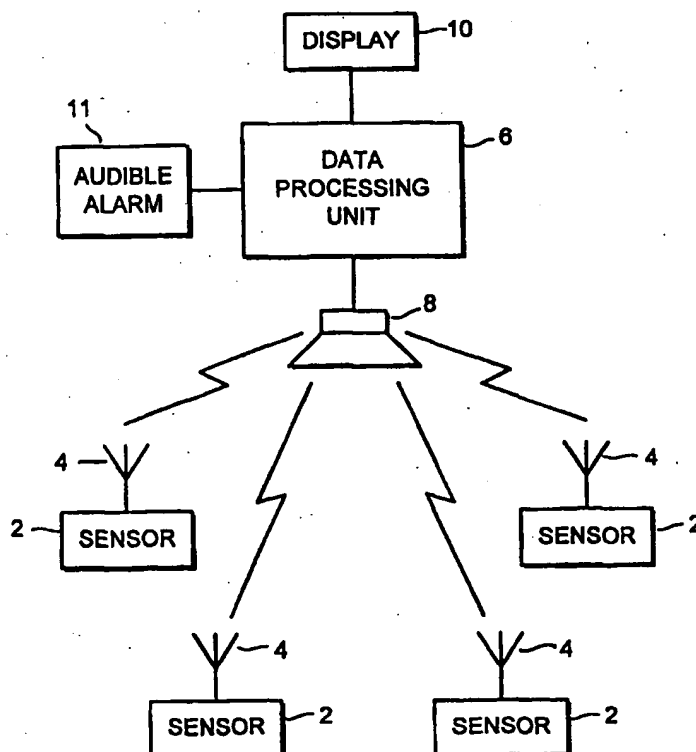 DISPLAY
10
11
6
AUDIBLE
ALARM
DATA
PROCESSING
UNIT
8
4
4
2
SENSOR
SENSOR
2
4
4
SENSOR
2
SENSOR
2